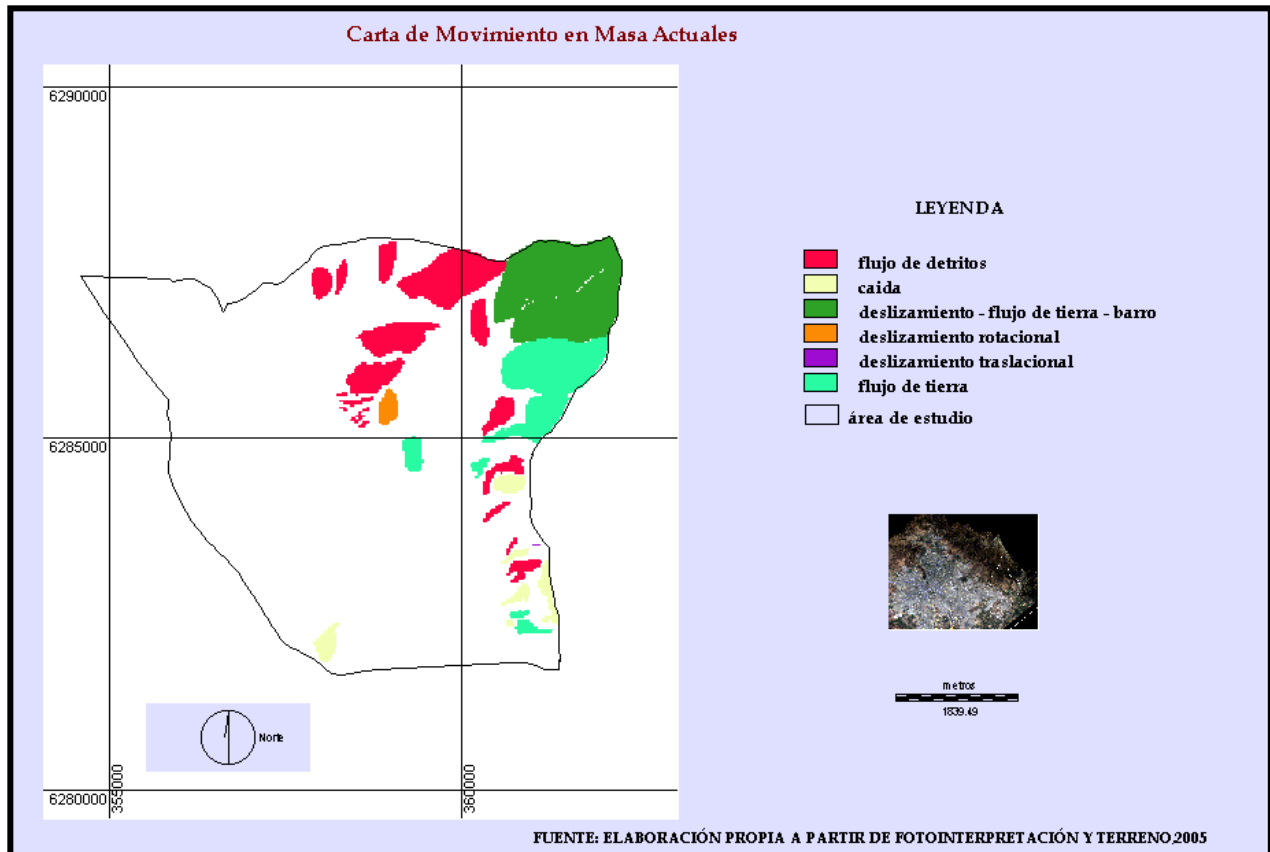 Carta de Movimiento en Masa Actuales
6290000
LEYENDA
flujo de detritos
caida
deslizamiento - flujo de tierra - barro
deslizamiento rotacional
deslizamiento traslacional
flujo de tierra
área de estudio
6285000
metros
1839.49
Norte
6280000
355000
360000
FUENTE: ELABORACIÓN PROPIA A PARTIR DE FOTOINTERPRETACIÓN Y TERRENO,2005